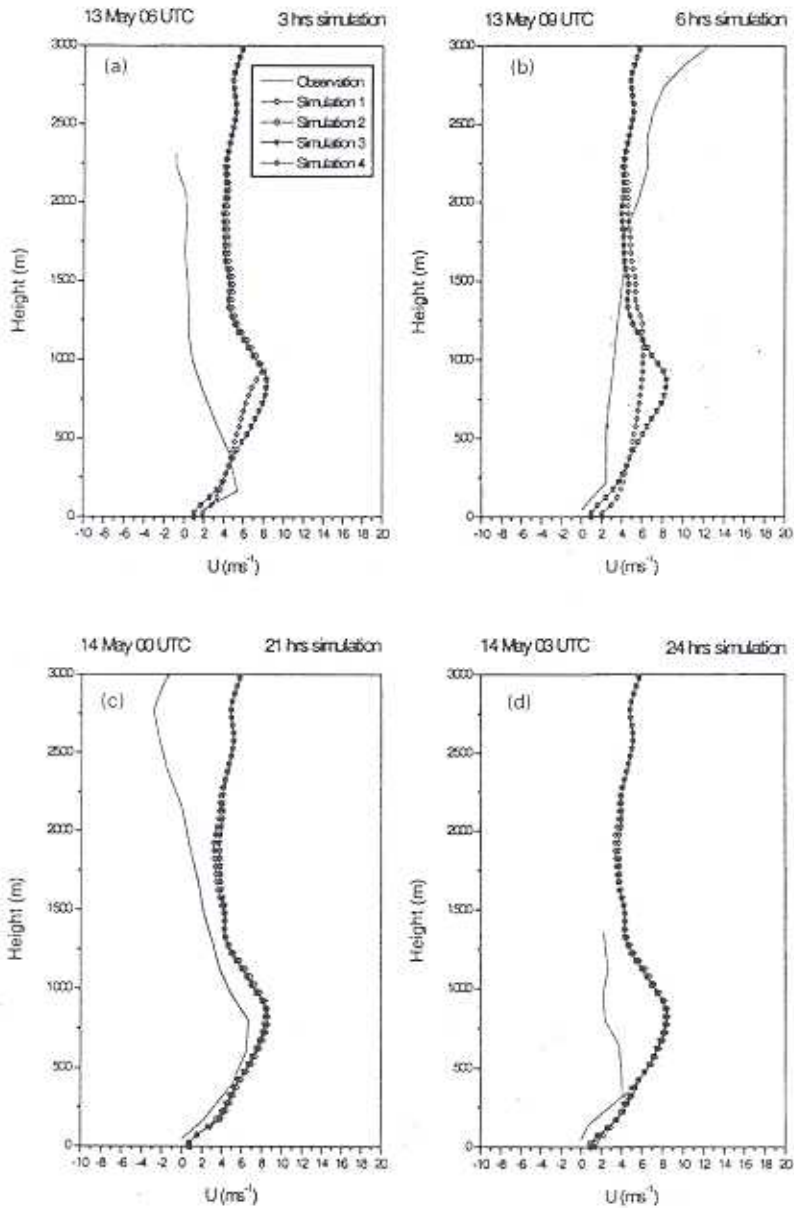 13 May 06 UTC 3 hrs simulation
(a)
Observation
Simulation 1
Simulation 2
Simulation 3
Simulation 4
3000
2500
2000
1500
1000
500
0
Height (m)
-10 -8 -6 -4 -2 0 2 4 6 8 10 12 14 16 18 20
U (ms-1)
13 May 09 UTC 6 hrs simulation
(b)
3000
2500
2000
1500
1000
500
0
Height (m)
-10 -8 -6 -4 -2 0 2 4 6 8 10 12 14 16 18 20
U (ms-1)
14 May 00 UTC 21 hrs simulation
(c)
3000
2500
2000
1500
1000
500
0
Height (m)
-10 -8 -6 -4 -2 0 2 4 6 8 10 12 14 16 18 20
U (ms-1)
14 May 03 UTC 24 hrs simulation
(d)
3000
2500
2000
1500
1000
500
0
Height (m)
-10 -8 -6 -4 -2 0 2 4 6 8 10 12 14 16 18 20
U (ms-1)